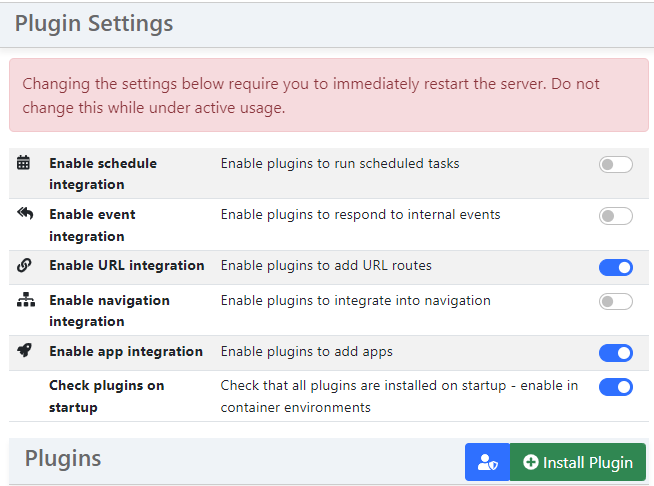 Plugin Settings
Changing the settings below require you to immediately restart the server. Do not
change this while under active usage.
Enable schedule
integration
Enable plugins to run scheduled tasks
Enable event
integration
Enable plugins to respond to internal events
Enable URL integration
Enable plugins to add URL routes
Enable navigation
integration
Enable plugins to integrate into navigation
Enable app integration
Enable plugins to add apps
Check plugins on
startup
Check that all plugins are installed on startup - enable in
container environments
Plugins
Install Plugin